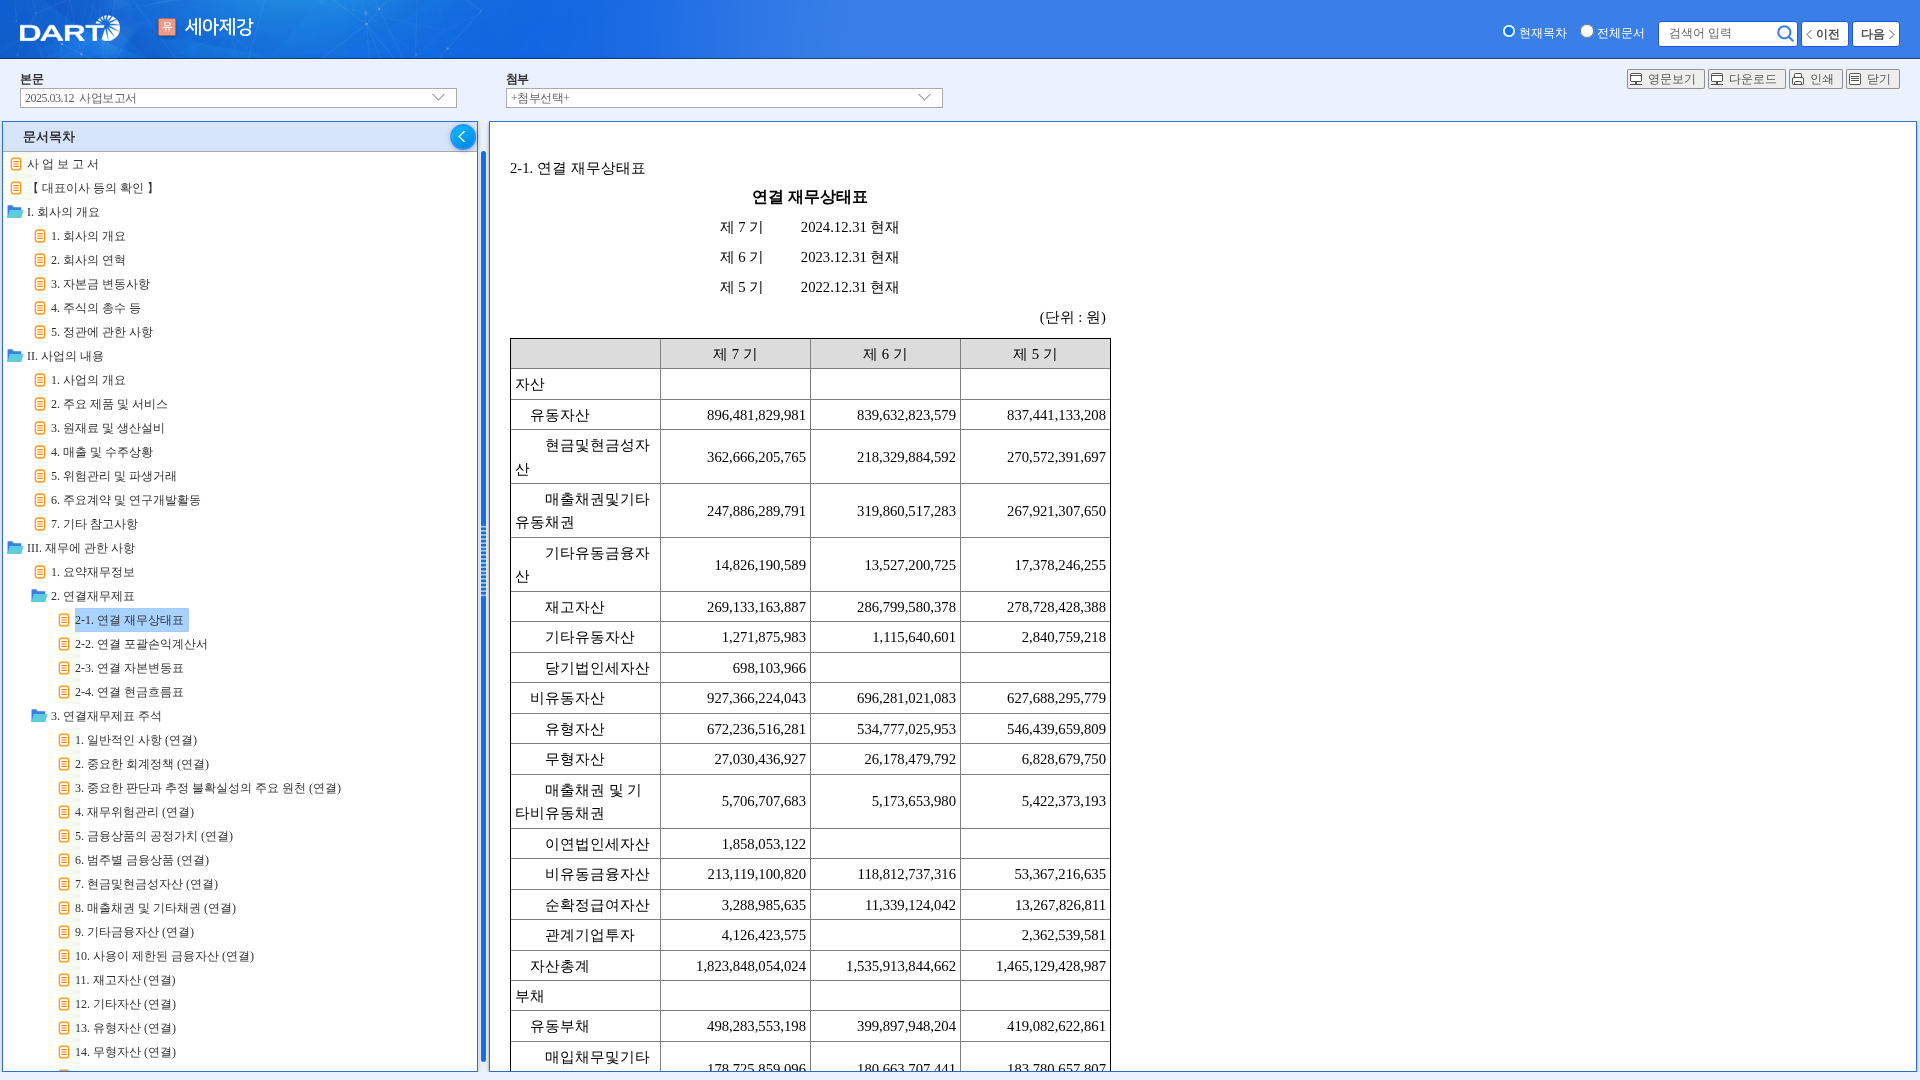 DART
유 세아제강
현재목차 전체문서 검색어 입력 이전 다음
본문
2025.03.12 사업보고서
첨부
+첨부선택+
영문보기 다운로드 인쇄 닫기
문서목차
사 업 보 고 서
【 대표이사 등의 확인 】
I. 회사의 개요
1. 회사의 개요
2. 회사의 연혁
3. 자본금 변동사항
4. 주식의 총수 등
5. 정관에 관한 사항
II. 사업의 내용
1. 사업의 개요
2. 주요 제품 및 서비스
3. 원재료 및 생산설비
4. 매출 및 수주상황
5. 위험관리 및 파생거래
6. 주요계약 및 연구개발활동
7. 기타 참고사항
III. 재무에 관한 사항
1. 요약재무정보
2. 연결재무제표
2-1. 연결 재무상태표
2-2. 연결 포괄손익계산서
2-3. 연결 자본변동표
2-4. 연결 현금흐름표
3. 연결재무제표 주석
1. 일반적인 사항 (연결)
2. 중요한 회계정책 (연결)
3. 중요한 판단과 추정 불확실성의 주요 원천 (연결)
4. 재무위험관리 (연결)
5. 금융상품의 공정가치 (연결)
6. 범주별 금융상품 (연결)
7. 현금및현금성자산 (연결)
8. 매출채권 및 기타채권 (연결)
9. 기타금융자산 (연결)
10. 사용이 제한된 금융자산 (연결)
11. 재고자산 (연결)
12. 기타자산 (연결)
13. 유형자산 (연결)
14. 무형자산 (연결)
2-1. 연결 재무상태표
연결 재무상태표
제 7 기 2024.12.31 현재
제 6 기 2023.12.31 현재
제 5 기 2022.12.31 현재
(단위 : 원)
제 7 기 제 6 기 제 5 기
자산
유동자산 896,481,829,981 839,632,823,579 837,441,133,208
현금및현금성자
산 362,666,205,765 218,329,884,592 270,572,391,697
매출채권및기타
유동채권 247,886,289,791 319,860,517,283 267,921,307,650
기타유동금융자
산 14,826,190,589 13,527,200,725 17,378,246,255
재고자산 269,133,163,887 286,799,580,378 278,728,428,388
기타유동자산 1,271,875,983 1,115,640,601 2,840,759,218
당기법인세자산 698,103,966
비유동자산 927,366,224,043 696,281,021,083 627,688,295,779
유형자산 672,236,516,281 534,777,025,953 546,439,659,809
무형자산 27,030,436,927 26,178,479,792 6,828,679,750
매출채권 및 기
타비유동채권 5,706,707,683 5,173,653,980 5,422,373,193
이연법인세자산 1,858,053,122
비유동금융자산 213,119,100,820 118,812,737,316 53,367,216,635
순확정급여자산 3,288,985,635 11,339,124,042 13,267,826,811
관계기업투자 4,126,423,575 2,362,539,581
자산총계 1,823,848,054,024 1,535,913,844,662 1,465,129,428,987
부채
유동부채 498,283,553,198 399,897,948,204 419,082,622,861
매입채무및기타
178,725,859,096 180,663,707,441 183,780,657,807